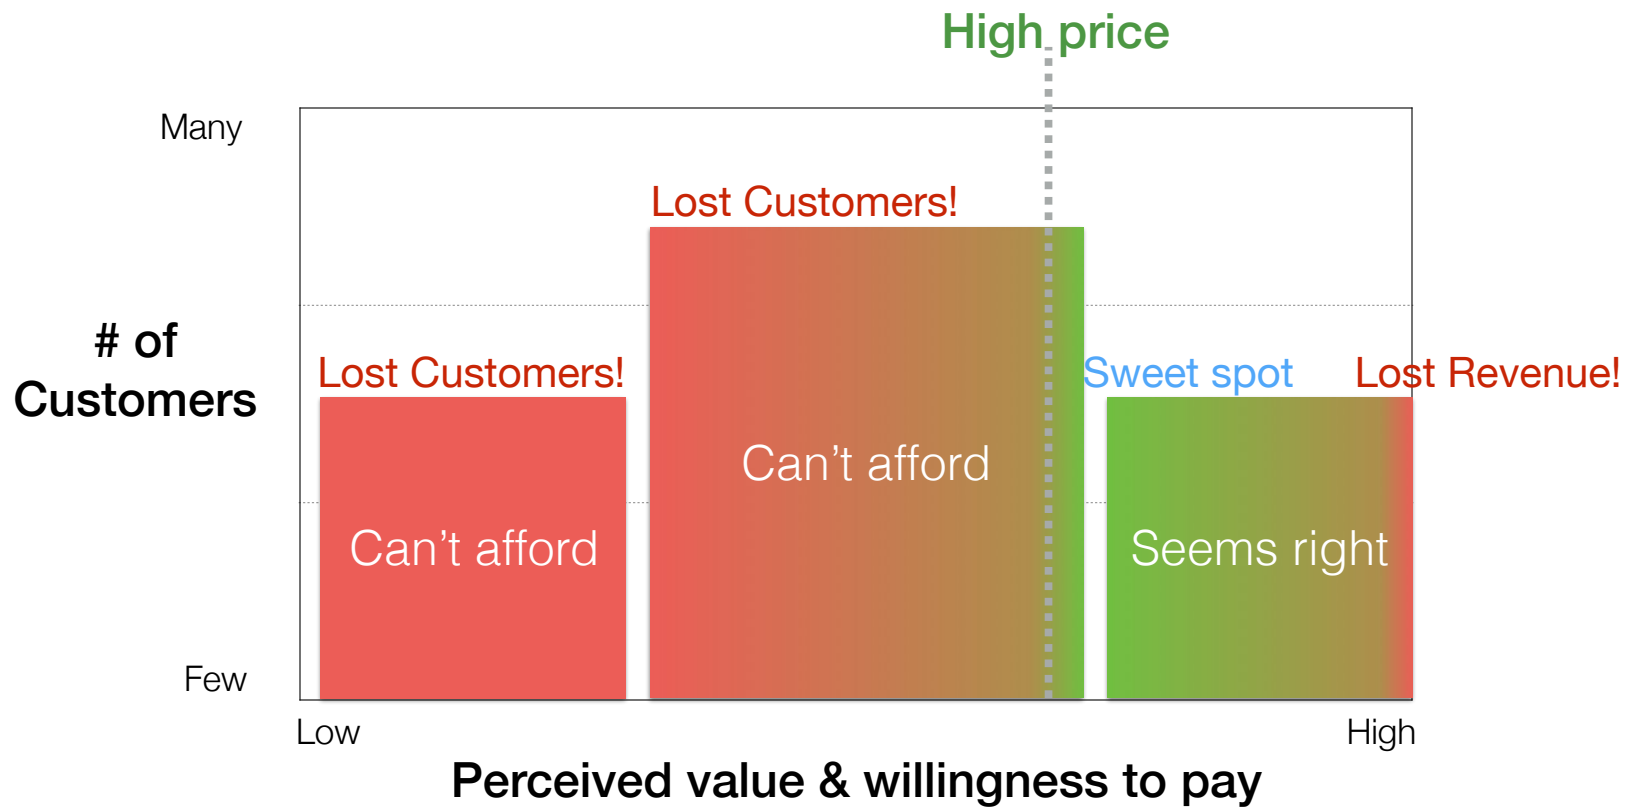 High price
Many
Lost Customers!
# of
Customers
Lost Customers!
Sweet spot
Lost Revenue!
Can’t afford
Can’t afford
Seems right
Few
Low
High
Perceived value & willingness to pay